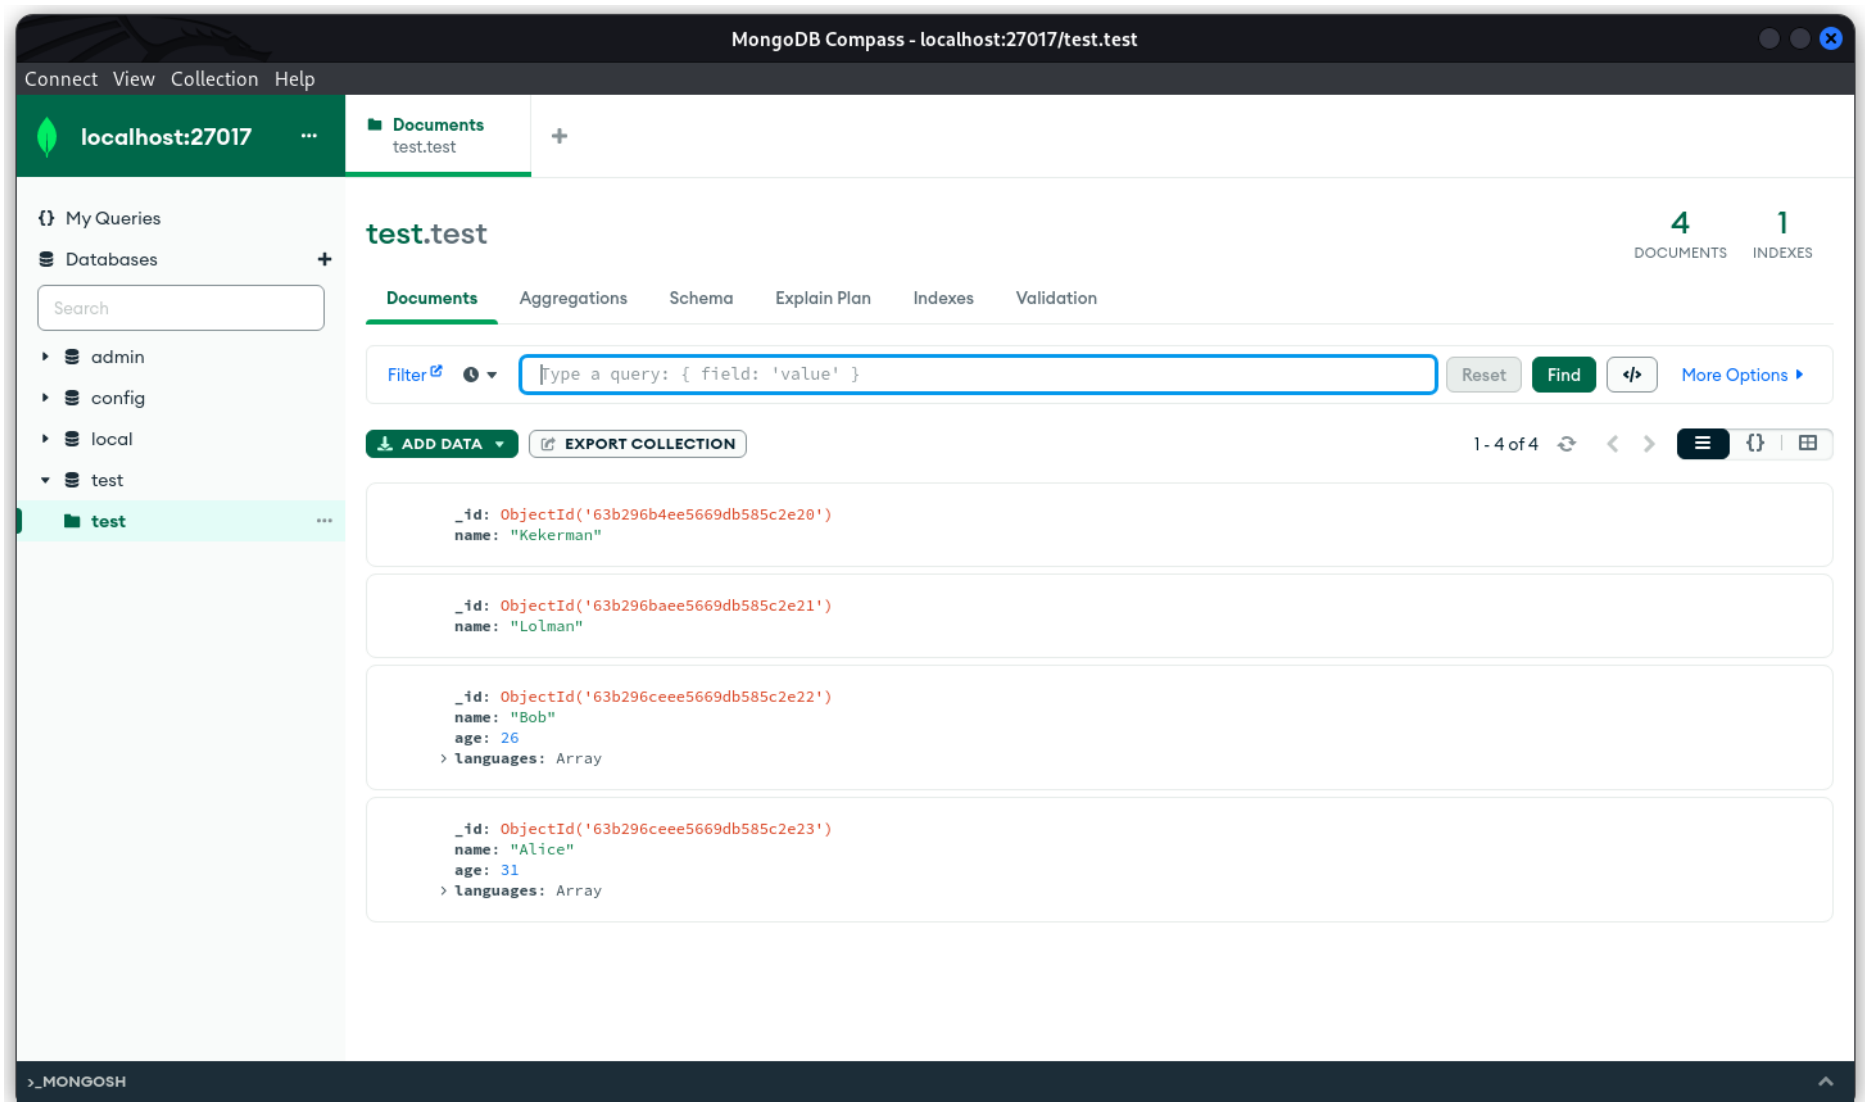 MongoDB Compass - localhost:27017/test.test
Connect View Collection Help
localhost:27017 ...
Documents
test.test
+
{} My Queries
Databases +
Search
admin
config
local
test
test ...
test.test
4
DOCUMENTS
1
INDEXES
Documents Aggregations Schema Explain Plan Indexes Validation
Filter Type a query: { field: 'value' } Reset Find </> More Options
ADD DATA EXPORT COLLECTION 1 - 4 of 4 {}
_id: ObjectId('63b296b4ee5669db585c2e20')
name: "Kekerman"
_id: ObjectId('63b296baee5669db585c2e21')
name: "Lolman"
_id: ObjectId('63b296ceee5669db585c2e22')
name: "Bob"
age: 26
> languages: Array
_id: ObjectId('63b296ceee5669db585c2e23')
name: "Alice"
age: 31
> languages: Array
>_MONGOSH